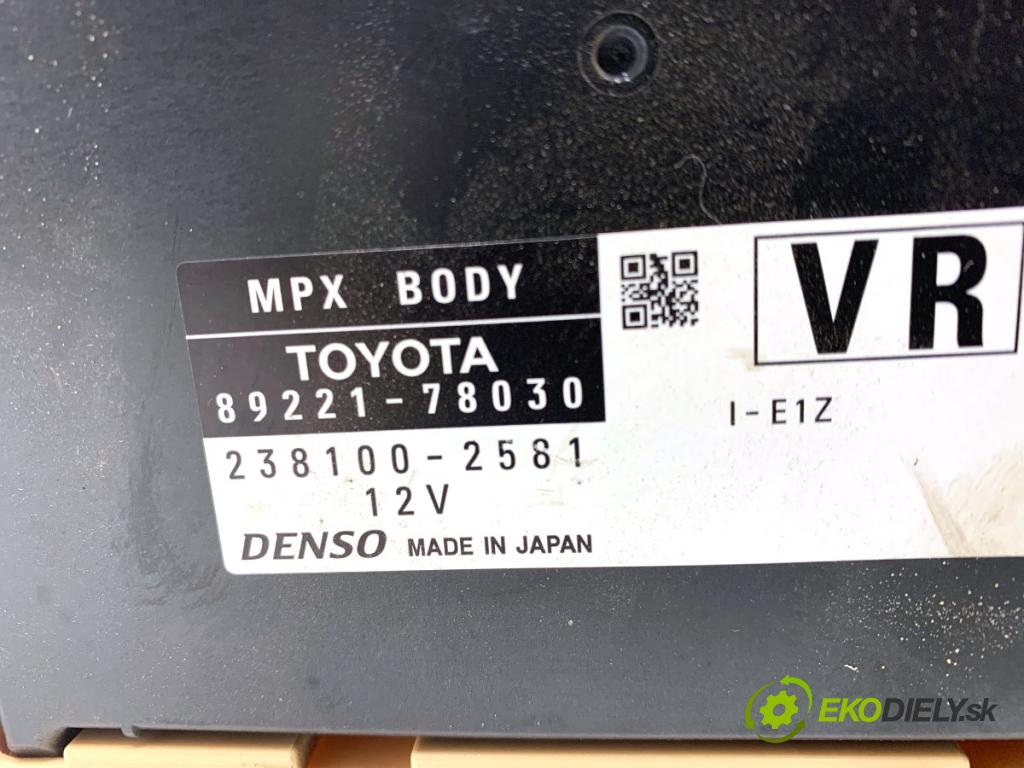 MPX BODY
TOYOTA
89221-78030
238100-2581
12V
DENSO MADE IN JAPAN
VR
I-E1Z
EKODIELY.sk